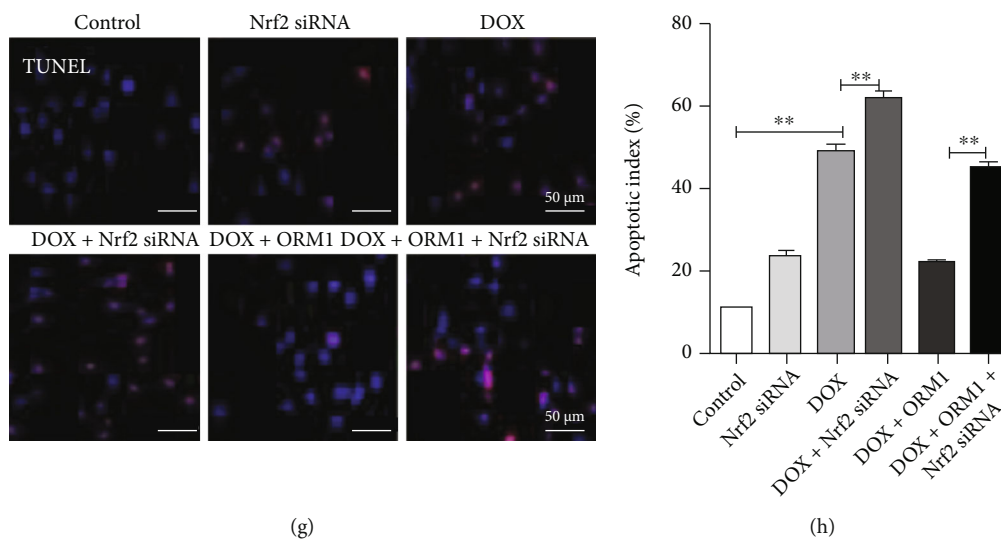 Control Nrf2 siRNA DOX
TUNEL
50 µm
DOX + Nrf2 siRNA DOX + ORM1 DOX + ORM1 + Nrf2 siRNA
50 µm
(g)
80
60
40
20
0
Apoptotic index (%)
**
**
**
Control
Nrf2 siRNA
DOX
DOX + Nrf2 siRNA
DOX + ORM1
DOX + ORM1 +
Nrf2 siRNA
(h)